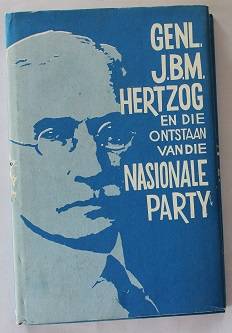 GENL.
J.B.M.
HERTZOG
EN DIE
ONTSTAAN
VAN DIE
NASIONALE
PARTY